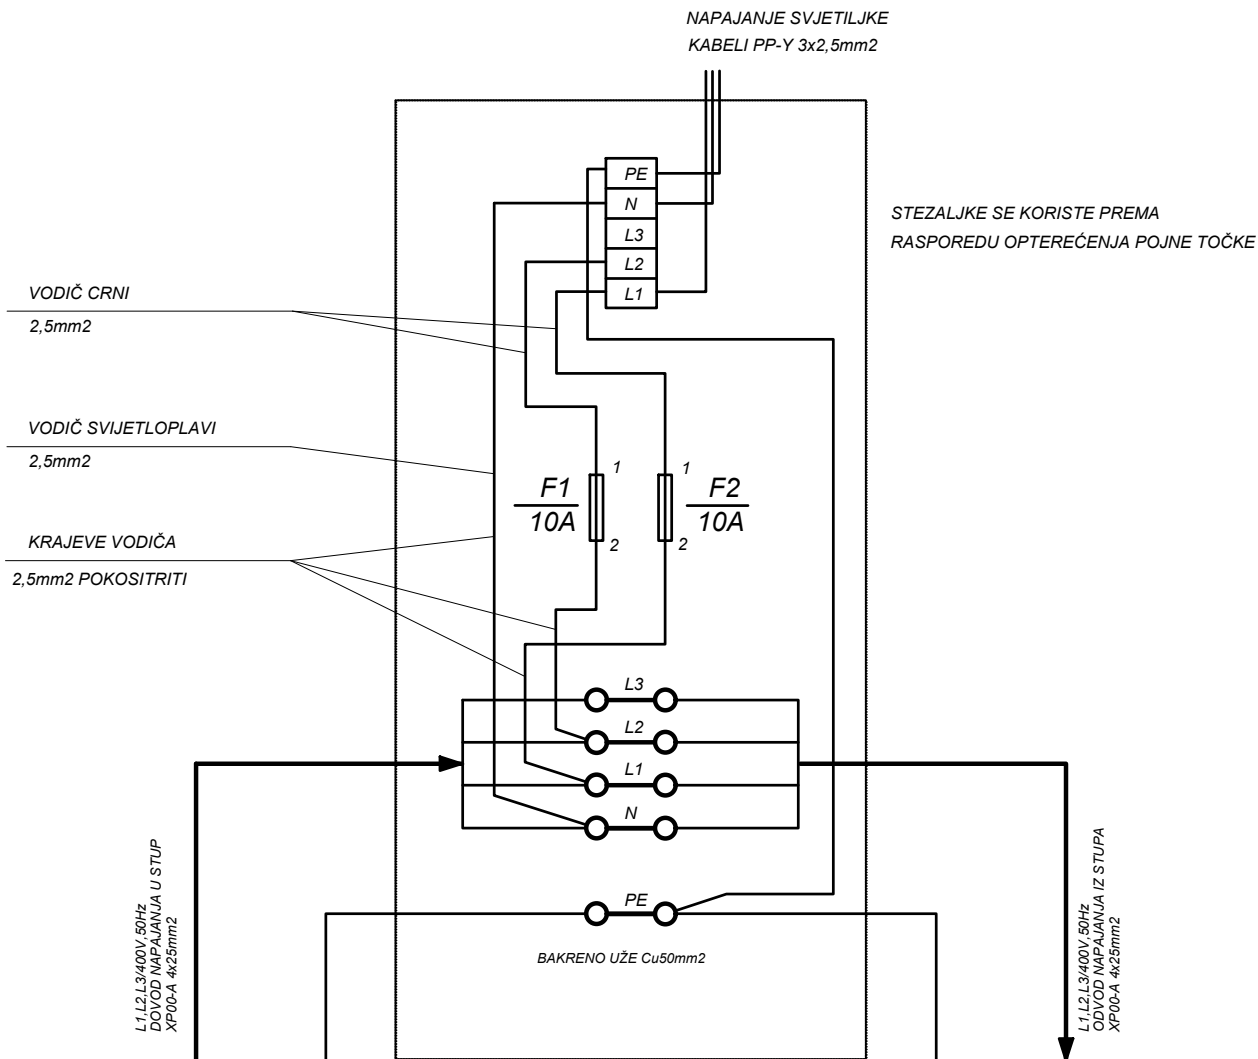 NAPAJANJE SVJETILJKE
KABELI PP-Y 3x2,5mm2
PE
N
L3
L2
L1
STEZALJKE SE KORISTE PREMA
RASPOREDU OPTEREĆENJA POJNE TOČKE
VODIČ CRNI
2,5mm2
VODIČ SVIJETLOPLAVI
2,5mm2
KRAJEVE VODIČA
2,5mm2 POKOSITRITI
1
F1
10A
2
1
F2
10A
2
L3
L2
L1
N
PE
BAKRENO UŽE Cu50mm2
L1,L2,L3/400V,50Hz
DOVOD NAPAJANJA U STUP
XP00-A 4x25mm2
L1,L2,L3/400V,50Hz
ODVOD NAPAJANJA IZ STUPA
XP00-A 4x25mm2